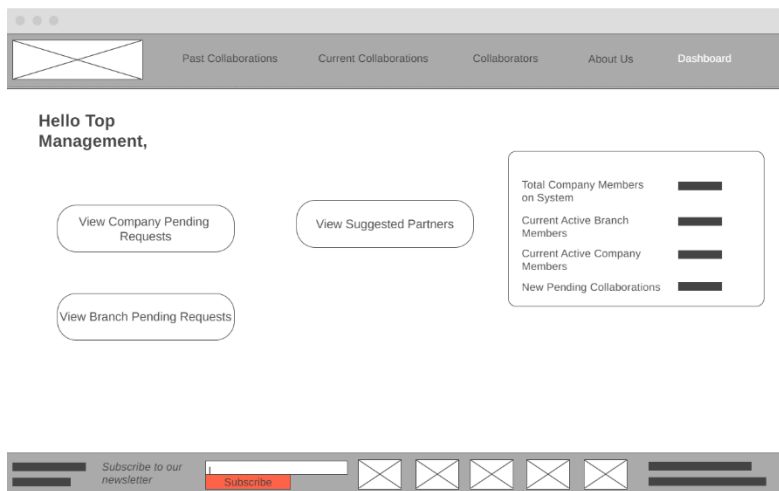 Past Collaborations
Current Collaborations
Collaborators
About Us
Dashboard
Hello Top
Management,
View Company Pending
Requests
View Suggested Partners
View Branch Pending Requests
Total Company Members
on System
Current Active Branch
Members
Current Active Company
Members
New Pending Collaborations
Subscribe to our
newsletter
Subscribe